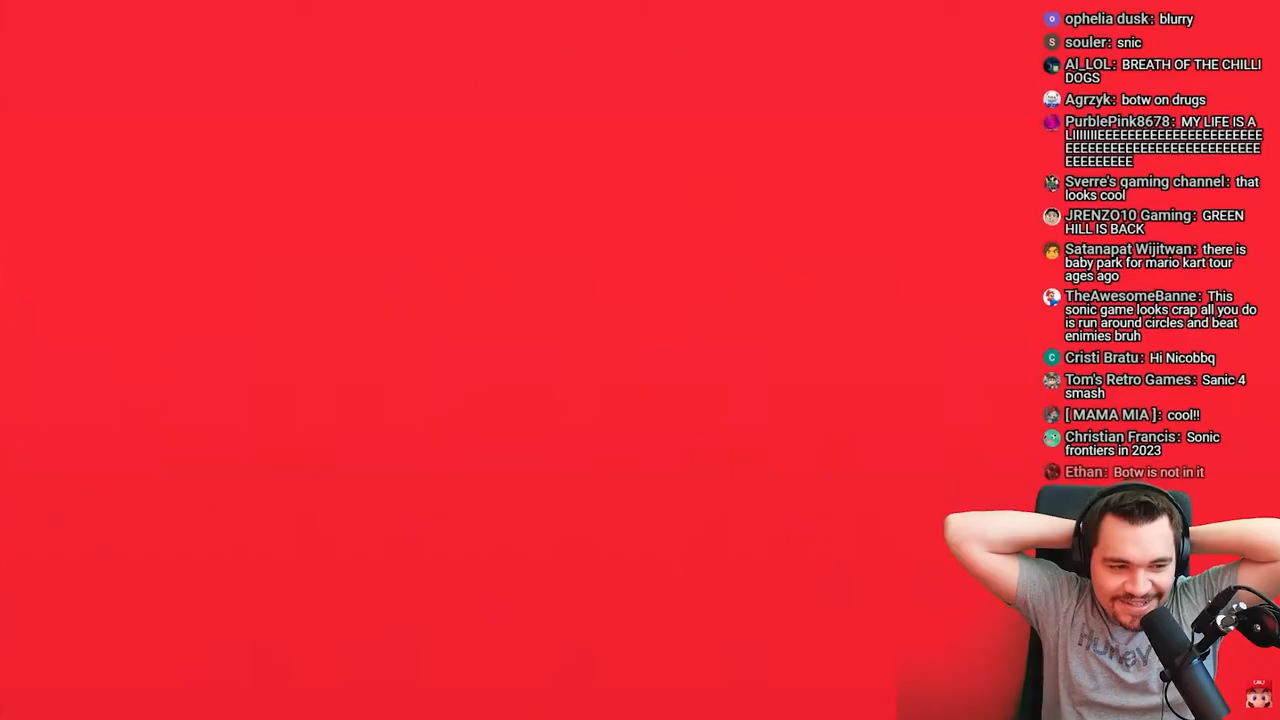 ophelia dusk: blurry
souler: snic
Al_LOL: BREATH OF THE CHILLI
DOGS
Agrzyk: botw on drugs
PurblePink8678: MY LIFE IS A
LIIIIIIEEEEEEEEEEEEEEEEEEEEEE
EEEEEEEEEEEEEEEEEEEEEEEEEE
EEEEEEEEE
Sverre's gaming channel: that
looks cool
JRENZO10 Gaming: GREEN
HILL IS BACK
Satanapat Wijitwan: there is
baby park for mario kart tour
ages ago
TheAwesomeBanne: This
sonic game looks crap all you do
is run around circles and beat
enimies bruh
Cristi Bratu: Hi Nicobbq
Tom's Retro Games: Sanic 4
smash
[ MAMA MIA ]: cool!!
Christian Francis: Sonic
frontiers in 2023
Ethan: Botw is not in it
Hurley